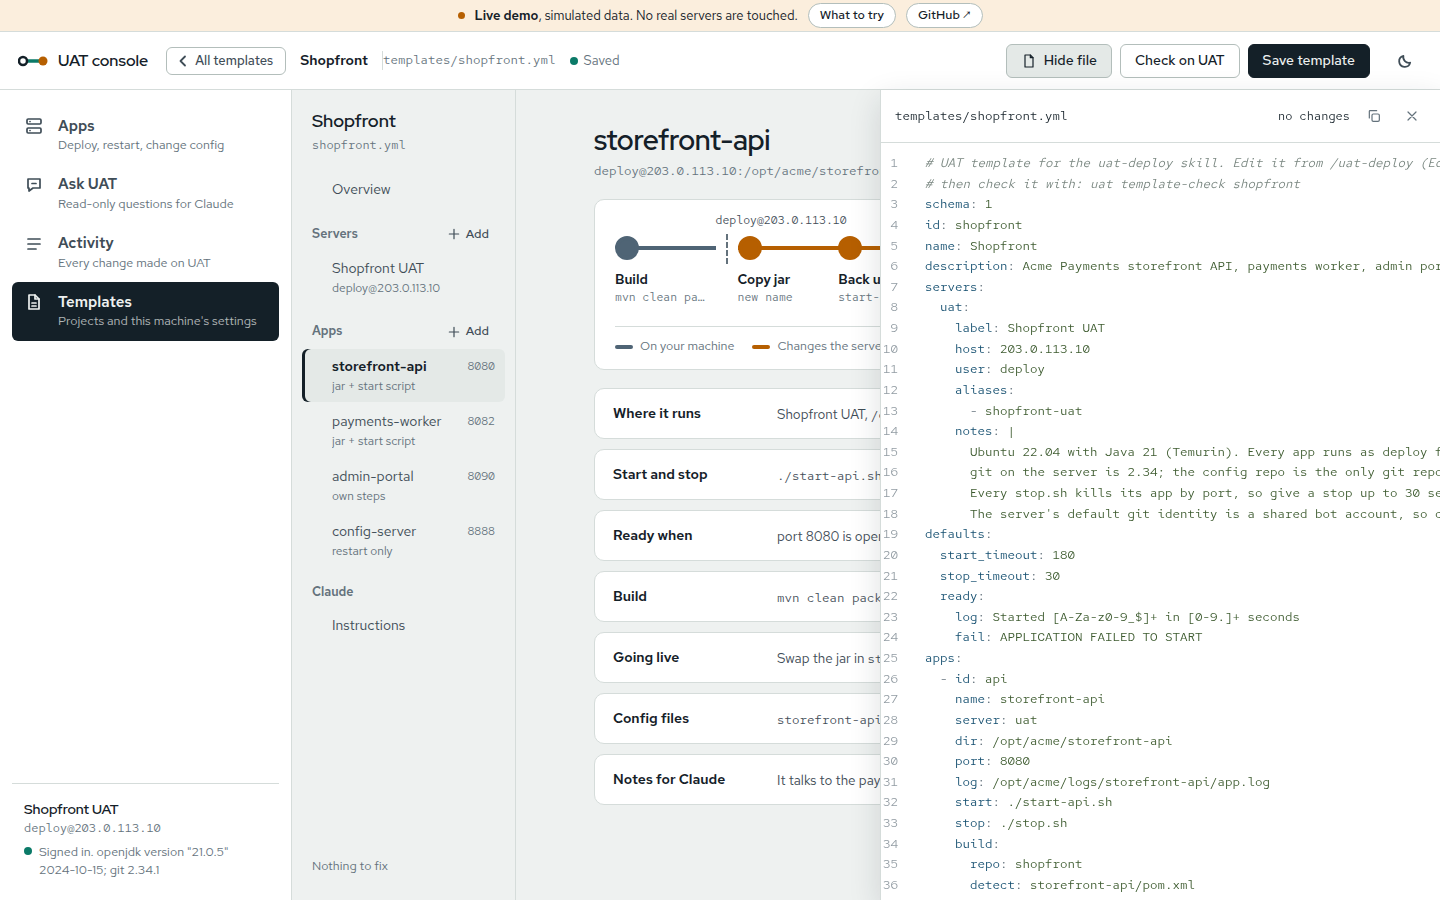 Live demo, simulated data. No real servers are touched. What to try GitHub ↗
UAT console All templates Shopfront templates/shopfront.yml Saved Hide file Check on UAT Save template
Apps
Deploy, restart, change config
Ask UAT
Read-only questions for Claude
Activity
Every change made on UAT
Templates
Projects and this machine's settings
Shopfront UAT
deploy@203.0.113.10
Signed in. openjdk version "21.0.5"
2024-10-15; git 2.34.1
Shopfront
shopfront.yml
Overview
Servers + Add
Shopfront UAT
deploy@203.0.113.10
Apps + Add
storefront-api 8080
jar + start script
payments-worker 8082
jar + start script
admin-portal 8090
own steps
config-server 8888
restart only
Claude
Instructions
Nothing to fix
storefront-api
deploy@203.0.113.10:/opt/acme/storefro
deploy@203.0.113.10
Build Copy jar Back u
mvn clean pa… new name start-
On your machine Changes the serve
Where it runs Shopfront UAT, /
Start and stop ./start-api.sh
Ready when port 8080 is ope
Build mvn clean pack
Going live Swap the jar in st
Config files storefront-api
Notes for Claude It talks to the pay
templates/shopfront.yml no changes
1 # UAT template for the uat-deploy skill. Edit it from /uat-deploy (Ed
2 # then check it with: uat template-check shopfront
3 schema: 1
4 id: shopfront
5 name: Shopfront
6 description: Acme Payments storefront API, payments worker, admin por
7 servers:
8 uat:
9 label: Shopfront UAT
10 host: 203.0.113.10
11 user: deploy
12 aliases:
13 - shopfront-uat
14 notes: |
15 Ubuntu 22.04 with Java 21 (Temurin). Every app runs as deploy f
16 git on the server is 2.34; the config repo is the only git repo
17 Every stop.sh kills its app by port, so give a stop up to 30 se
18 The server's default git identity is a shared bot account, so c
19 defaults:
20 start_timeout: 180
21 stop_timeout: 30
22 ready:
23 log: Started [A-Za-z0-9_$]+ in [0-9.]+ seconds
24 fail: APPLICATION FAILED TO START
25 apps:
26 - id: api
27 name: storefront-api
28 server: uat
29 dir: /opt/acme/storefront-api
30 port: 8080
31 log: /opt/acme/logs/storefront-api/app.log
32 start: ./start-api.sh
33 stop: ./stop.sh
34 build:
35 repo: shopfront
36 detect: storefront-api/pom.xml